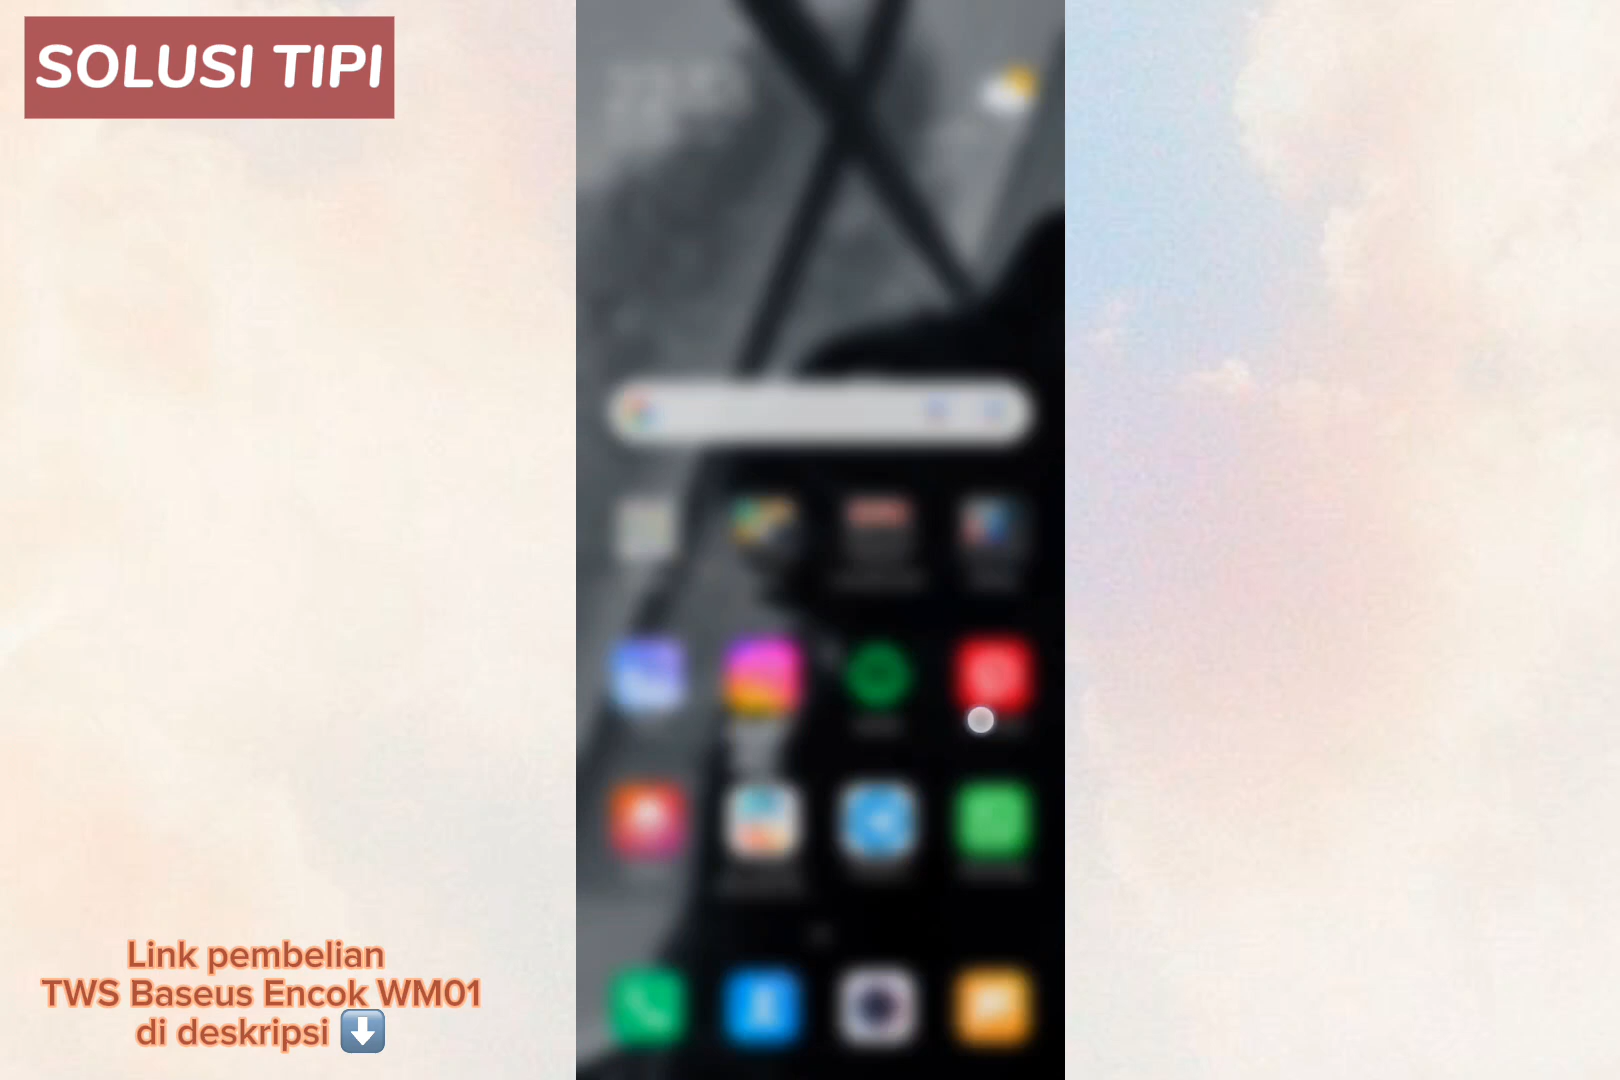 SOLUSI TIPI
Link pembelian
TWS Baseus Encok WM01
di deskripsi ⬇️